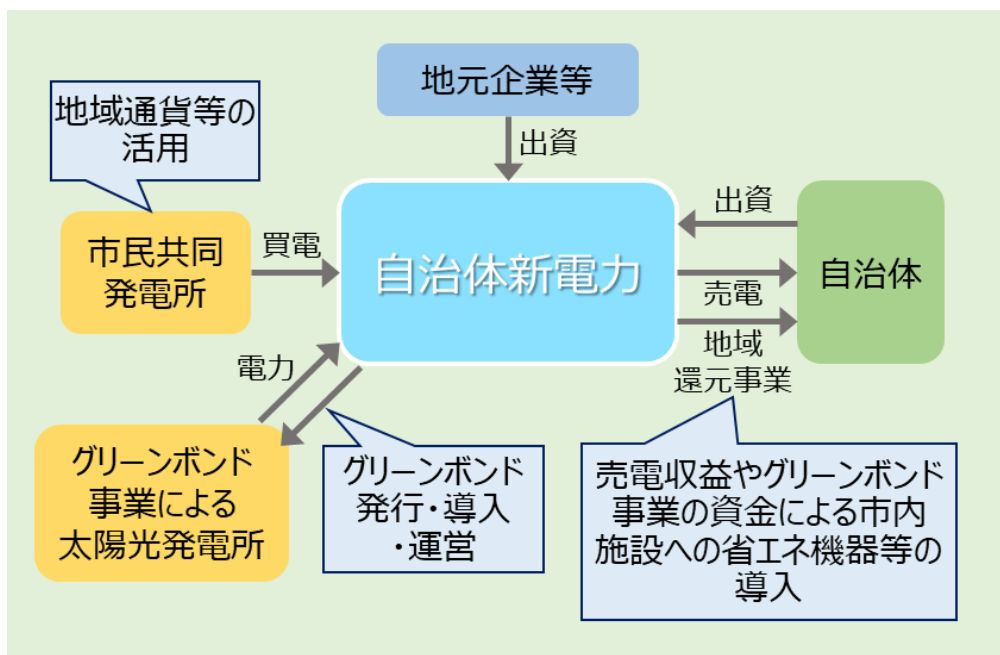 地元企業等
出資
地域通貨等の
活用
市民共同
発電所
買電
自治体新電力
出資
売電
地域
還元事業
自治体
電力
グリーンボンド
事業による
太陽光発電所
グリーンボンド
発行・導入
・運営
売電収益やグリーンボンド
事業の資金による市内
施設への省エネ機器等の
導入